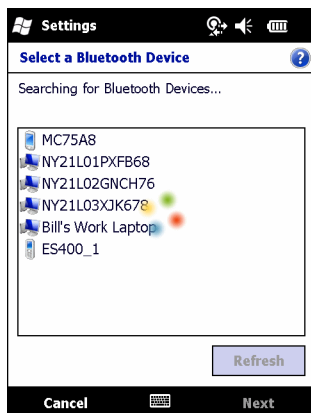 Settings
Select a Bluetooth Device
Searching for Bluetooth Devices...
MC75A8
NY21L01PXFB68
NY21L02GNCH76
NY21L03XJK678
Bill's Work Laptop
ES400_1
Refresh
Cancel Next